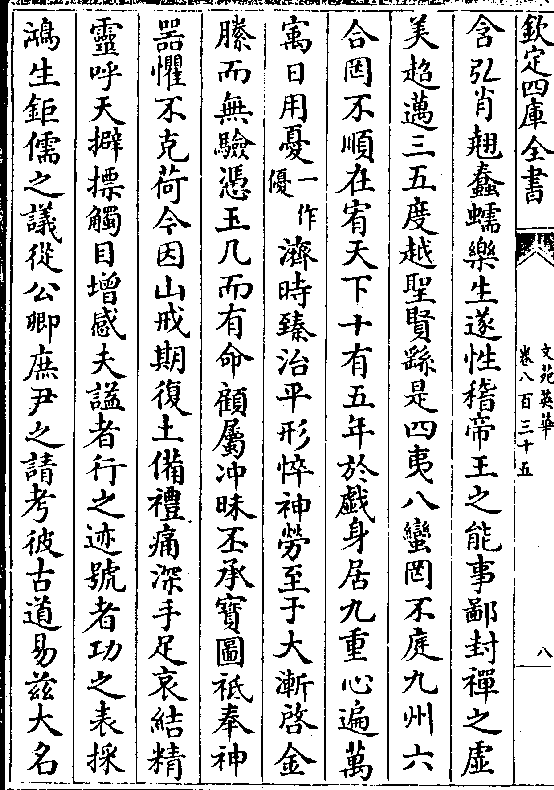 欽定四庫全書
文苑英華
卷八百三十五
八
含弘肖翹蠢蠕樂生遂性稽帝王之能事鄙封禪之虛
美超邁三五度越聖賢繇是四夷八蠻罔不庭九州六
合罔不順在宥天下十有五年於戲身居九重心遍萬
㝢日用憂一作優濟時臻治平形悴神勞至于大漸啓金
縢而無驗憑玉几而有命顧屬冲昧丕承寶圖祗奉神
器懼不克荷今因山戒期復土備禮痛深手足哀結精
靈呼天擗摽觸目增感夫諡者行之迹號者功之表採
鴻生鉅儒之議從公卿庶尹之請考彼古道易兹大名